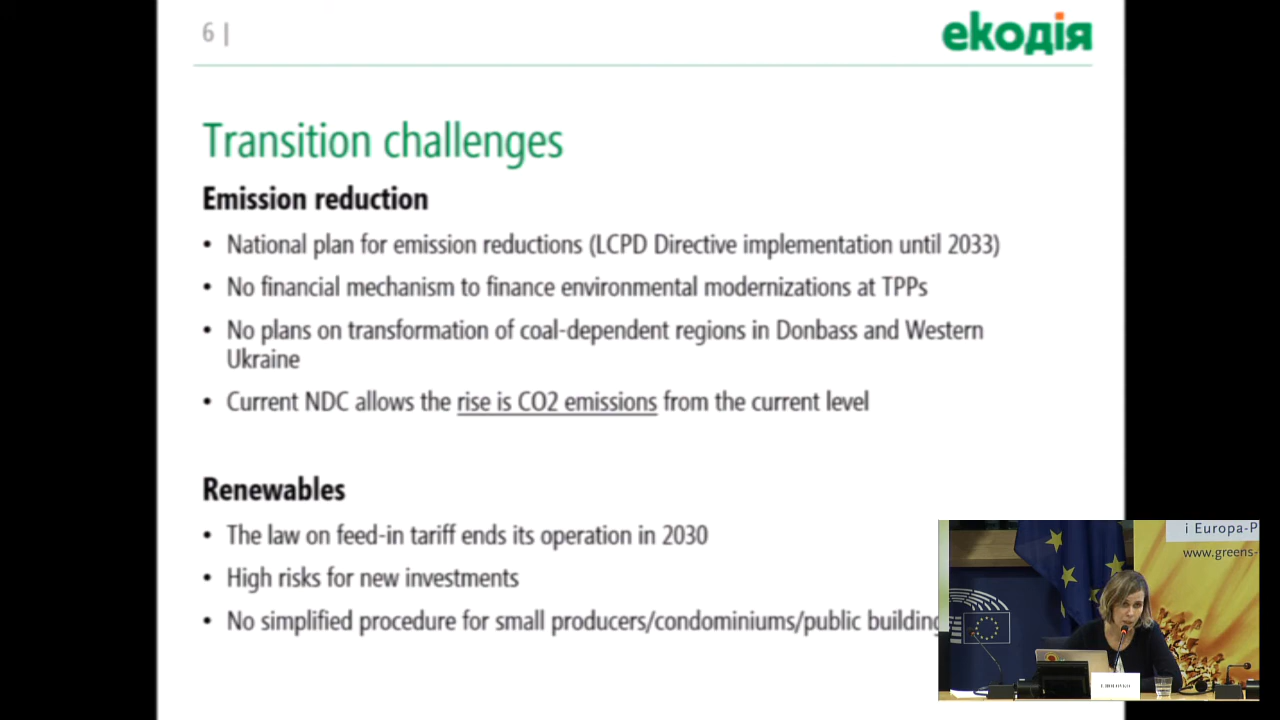 6 |
екодія
Transition challenges
Emission reduction
• National plan for emission reductions (LCPD Directive implementation until 2033)
• No financial mechanism to finance environmental modernizations at TPPs
• No plans on transformation of coal-dependent regions in Donbass and Western
Ukraine
• Current NDC allows the rise is CO2 emissions from the current level
Renewables
• The law on feed-in tariff ends its operation in 2030
• High risks for new investments
• No simplified procedure for small producers/condominiums/public building
i Europa-P
www.greens-